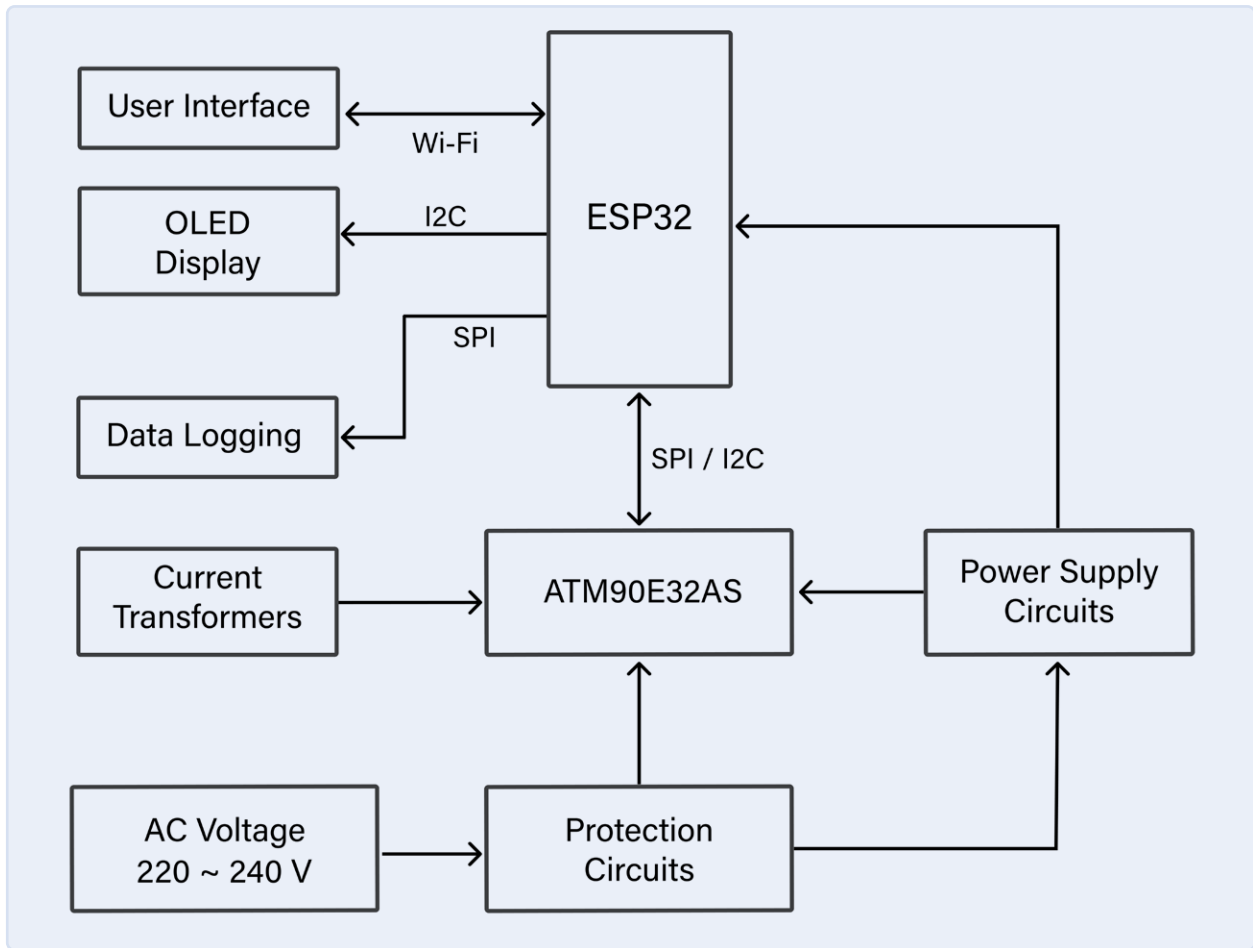 User Interface
Wi-Fi
ESP32
OLED
Display
I2C
SPI
Data Logging
SPI / I2C
Current
Transformers
ATM90E32AS
Power Supply
Circuits
AC Voltage
220 ~ 240 V
Protection
Circuits